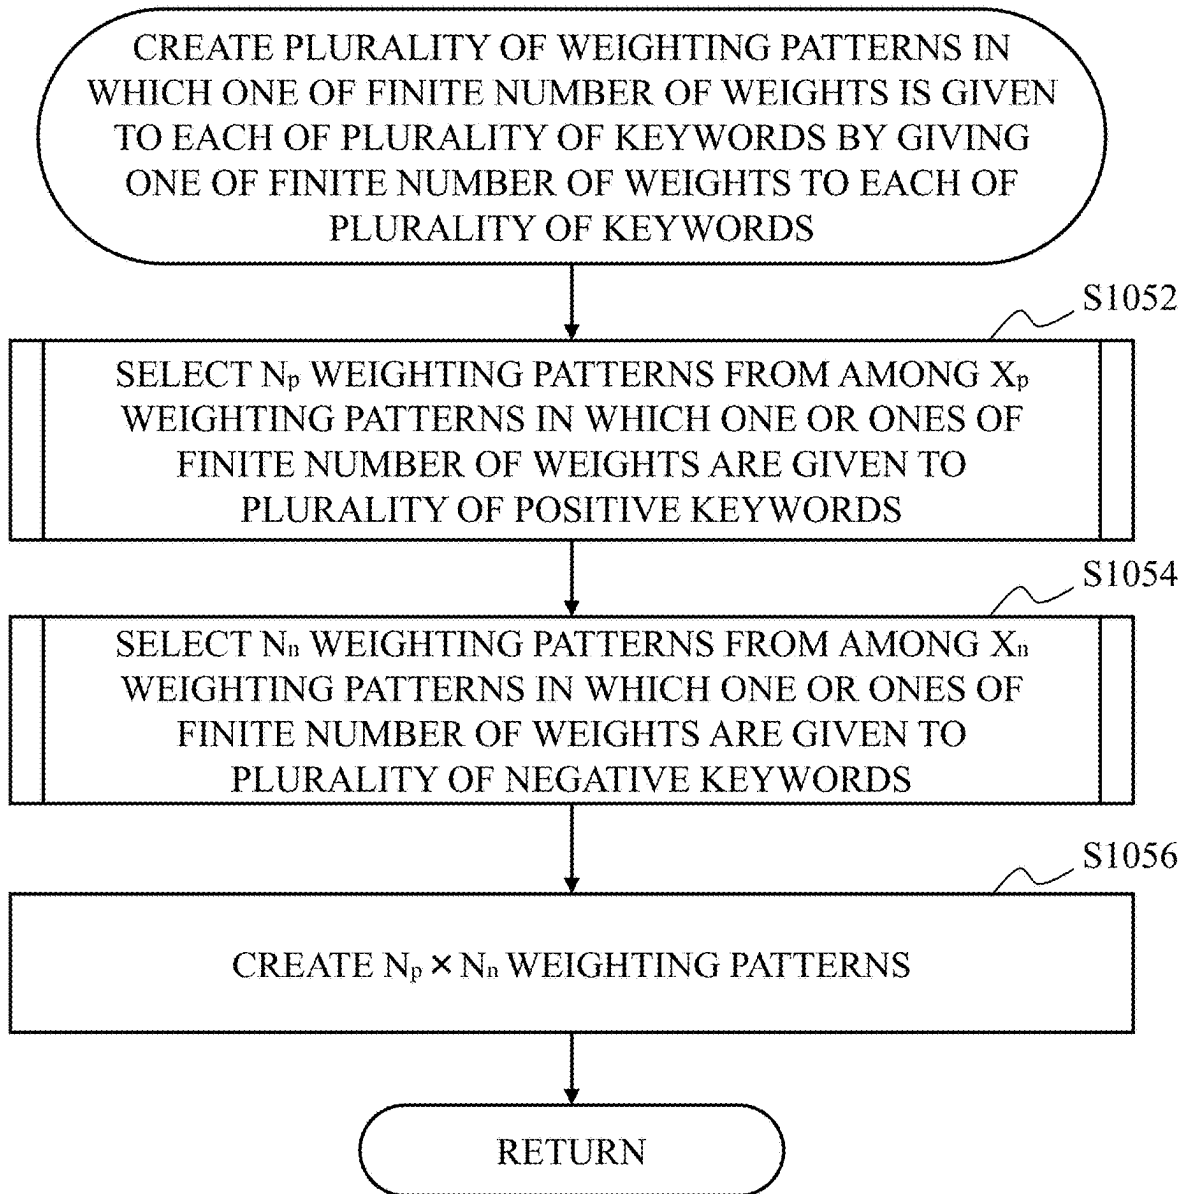 CREATE PLURALITY OF WEIGHTING PATTERNS IN
WHICH ONE OF FINITE NUMBER OF WEIGHTS IS GIVEN
TO EACH OF PLURALITY OF KEYWORDS BY GIVING
ONE OF FINITE NUMBER OF WEIGHTS TO EACH OF
PLURALITY OF KEYWORDS
S1052
SELECT Np WEIGHTING PATTERNS FROM AMONG Xp
WEIGHTING PATTERNS IN WHICH ONE OR ONES OF
FINITE NUMBER OF WEIGHTS ARE GIVEN TO
PLURALITY OF POSITIVE KEYWORDS
S1054
SELECT Nn WEIGHTING PATTERNS FROM AMONG Xn
WEIGHTING PATTERNS IN WHICH ONE OR ONES OF
FINITE NUMBER OF WEIGHTS ARE GIVEN TO
PLURALITY OF NEGATIVE KEYWORDS
S1056
CREATE Np × Nn WEIGHTING PATTERNS
RETURN